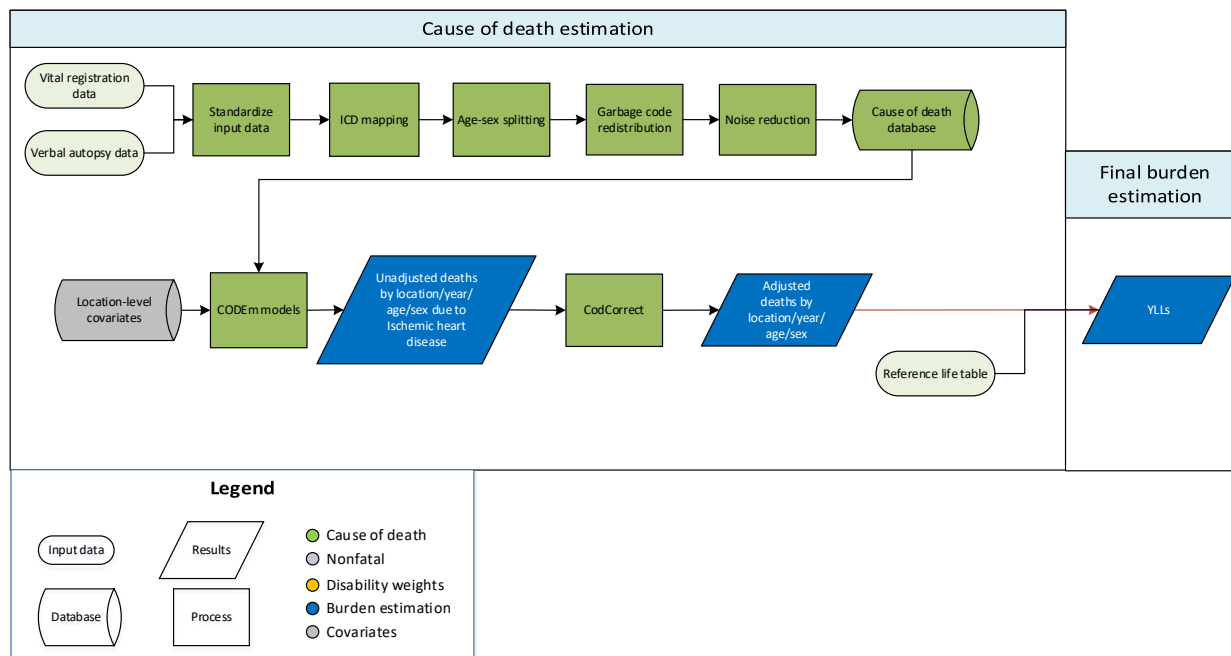 Cause of death estimation
Vital registration
data
Verbal autopsy data
Standardize
input data
ICD mapping
Age-sex splitting
Garbage code
redistribution
Noise reduction
Cause of death
database
Final burden
estimation
Location-level
covariates
CODEm models
Unadjusted deaths
by location/year/
age/sex due to
Ischemic heart
disease
CodCorrect
Adjusted
deaths by
location/year/
age/sex
Reference life table
YLLs
Legend
Input data
Results
Database
Process
Cause of death
Nonfatal
Disability weights
Burden estimation
Covariates